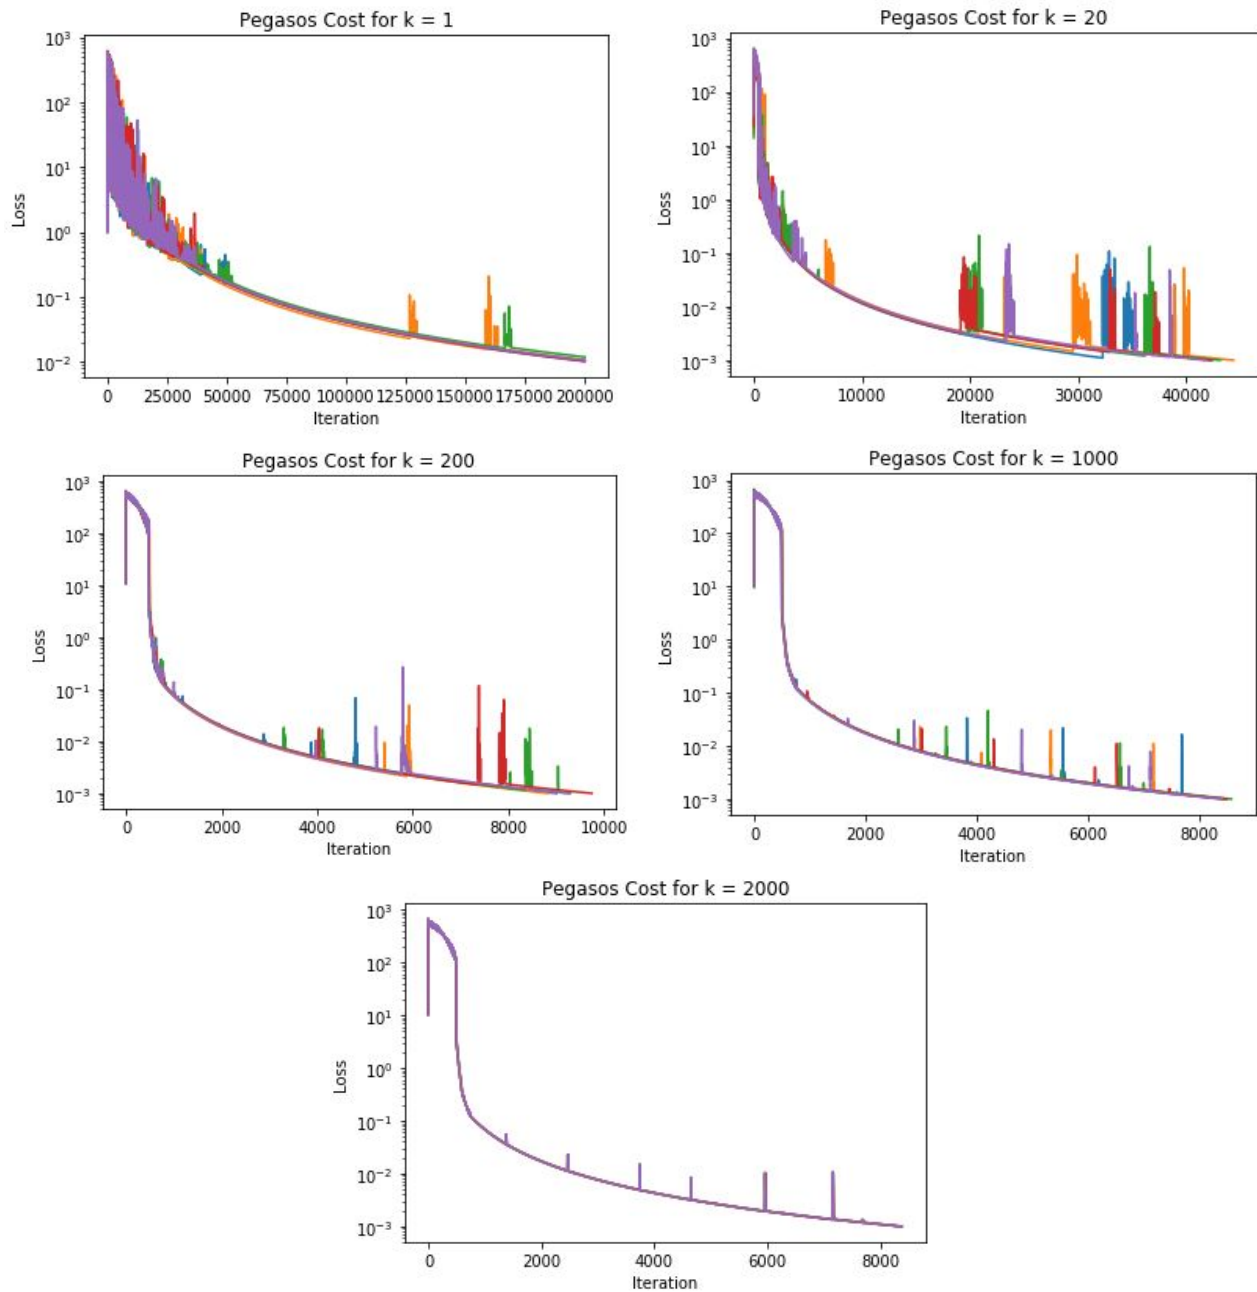 Pegasos Cost for k = 1
10³
10²
10¹
10⁰
10⁻¹
10⁻²
Loss
0 25000 50000 75000 100000 125000 150000 175000 200000
Iteration
Pegasos Cost for k = 20
10³
10²
10¹
10⁰
10⁻¹
10⁻²
10⁻³
Loss
0 10000 20000 30000 40000
Iteration
Pegasos Cost for k = 200
10³
10²
10¹
10⁰
10⁻¹
10⁻²
10⁻³
Loss
0 2000 4000 6000 8000 10000
Iteration
Pegasos Cost for k = 1000
10³
10²
10¹
10⁰
10⁻¹
10⁻²
10⁻³
Loss
0 2000 4000 6000 8000
Iteration
Pegasos Cost for k = 2000
10³
10²
10¹
10⁰
10⁻¹
10⁻²
10⁻³
Loss
0 2000 4000 6000 8000
Iteration